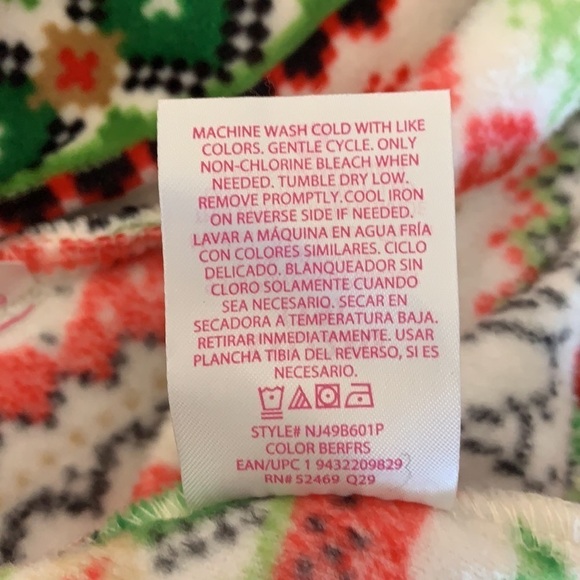 MACHINE WASH COLD WITH LIKE
COLORS. GENTLE CYCLE. ONLY
NON-CHLORINE BLEACH WHEN
NEEDED. TUMBLE DRY LOW.
REMOVE PROMPTLY. COOL IRON
ON REVERSE SIDE IF NEEDED.
LAVAR A MÁQUINA EN AGUA FRÍA
CON COLORES SIMILARES. CICLO
DELICADO. BLANQUEADOR SIN
CLORO SOLAMENTE CUANDO
SEA NECESARIO. SECAR EN
SECADORA A TEMPERATURA BAJA.
RETIRAR INMEDIATAMENTE. USAR
PLANCHA TIBIA DEL REVERSO, SI ES
NECESARIO.
STYLE# NJ49B601P
COLOR BERFRS
EAN/UPC 1 9432209829
RN# 52469 Q29